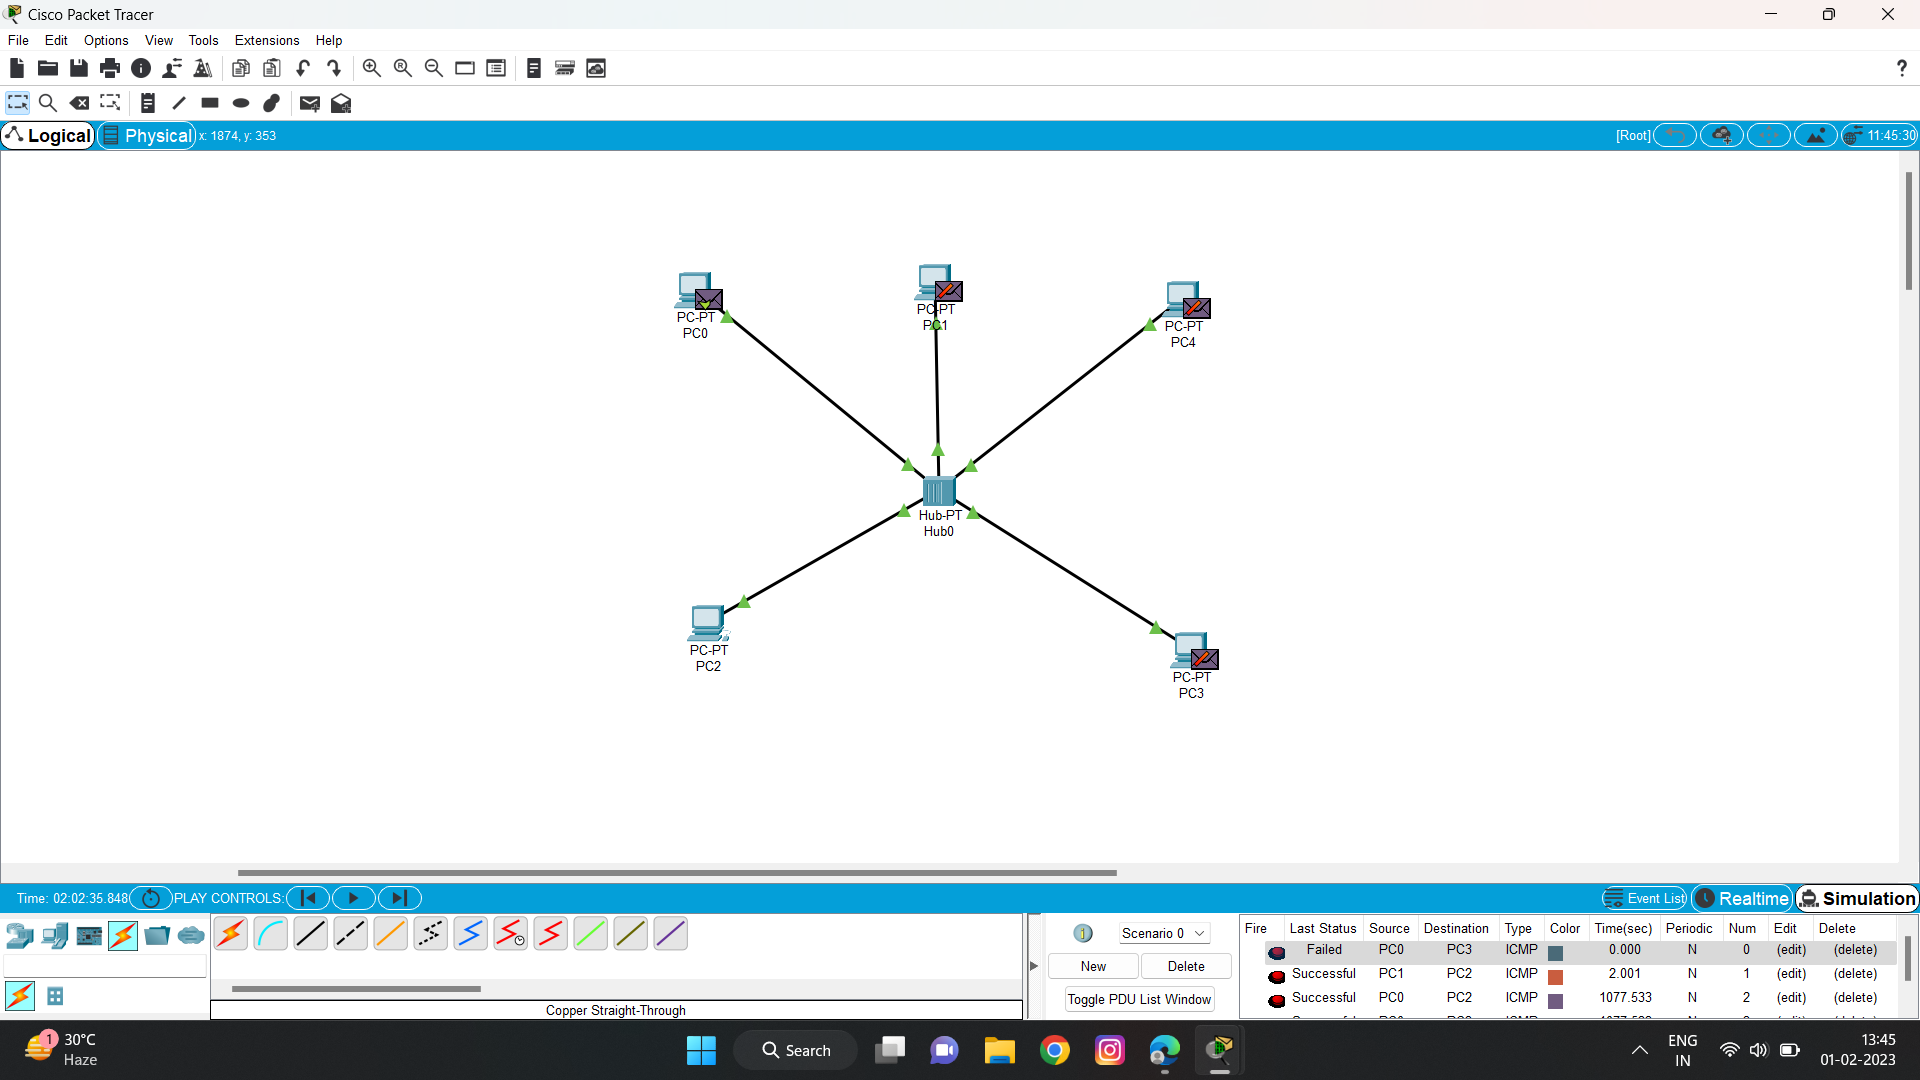 Cisco Packet Tracer
File Edit Options View Tools Extensions Help
?
Logical Physical x: 1874, y: 353 [Root] 11:45:30
PC-PT
PC0
PC-PT
PC1
PC-PT
PC4
Hub-PT
Hub0
PC-PT
PC2
PC-PT
PC3
Time: 02:02:35.848 PLAY CONTROLS: Event List Realtime Simulation
Scenario 0
New Delete
Toggle PDU List Window
Copper Straight-Through
Fire Last Status Source Destination Type Color Time(sec) Periodic Num Edit Delete
Failed PC0 PC3 ICMP 0.000 N 0 (edit) (delete)
Successful PC1 PC2 ICMP 2.001 N 1 (edit) (delete)
Successful PC0 PC2 ICMP 1077.533 N 2 (edit) (delete)
1 30°C
Haze
Search
ENG
IN
13:45
01-02-2023